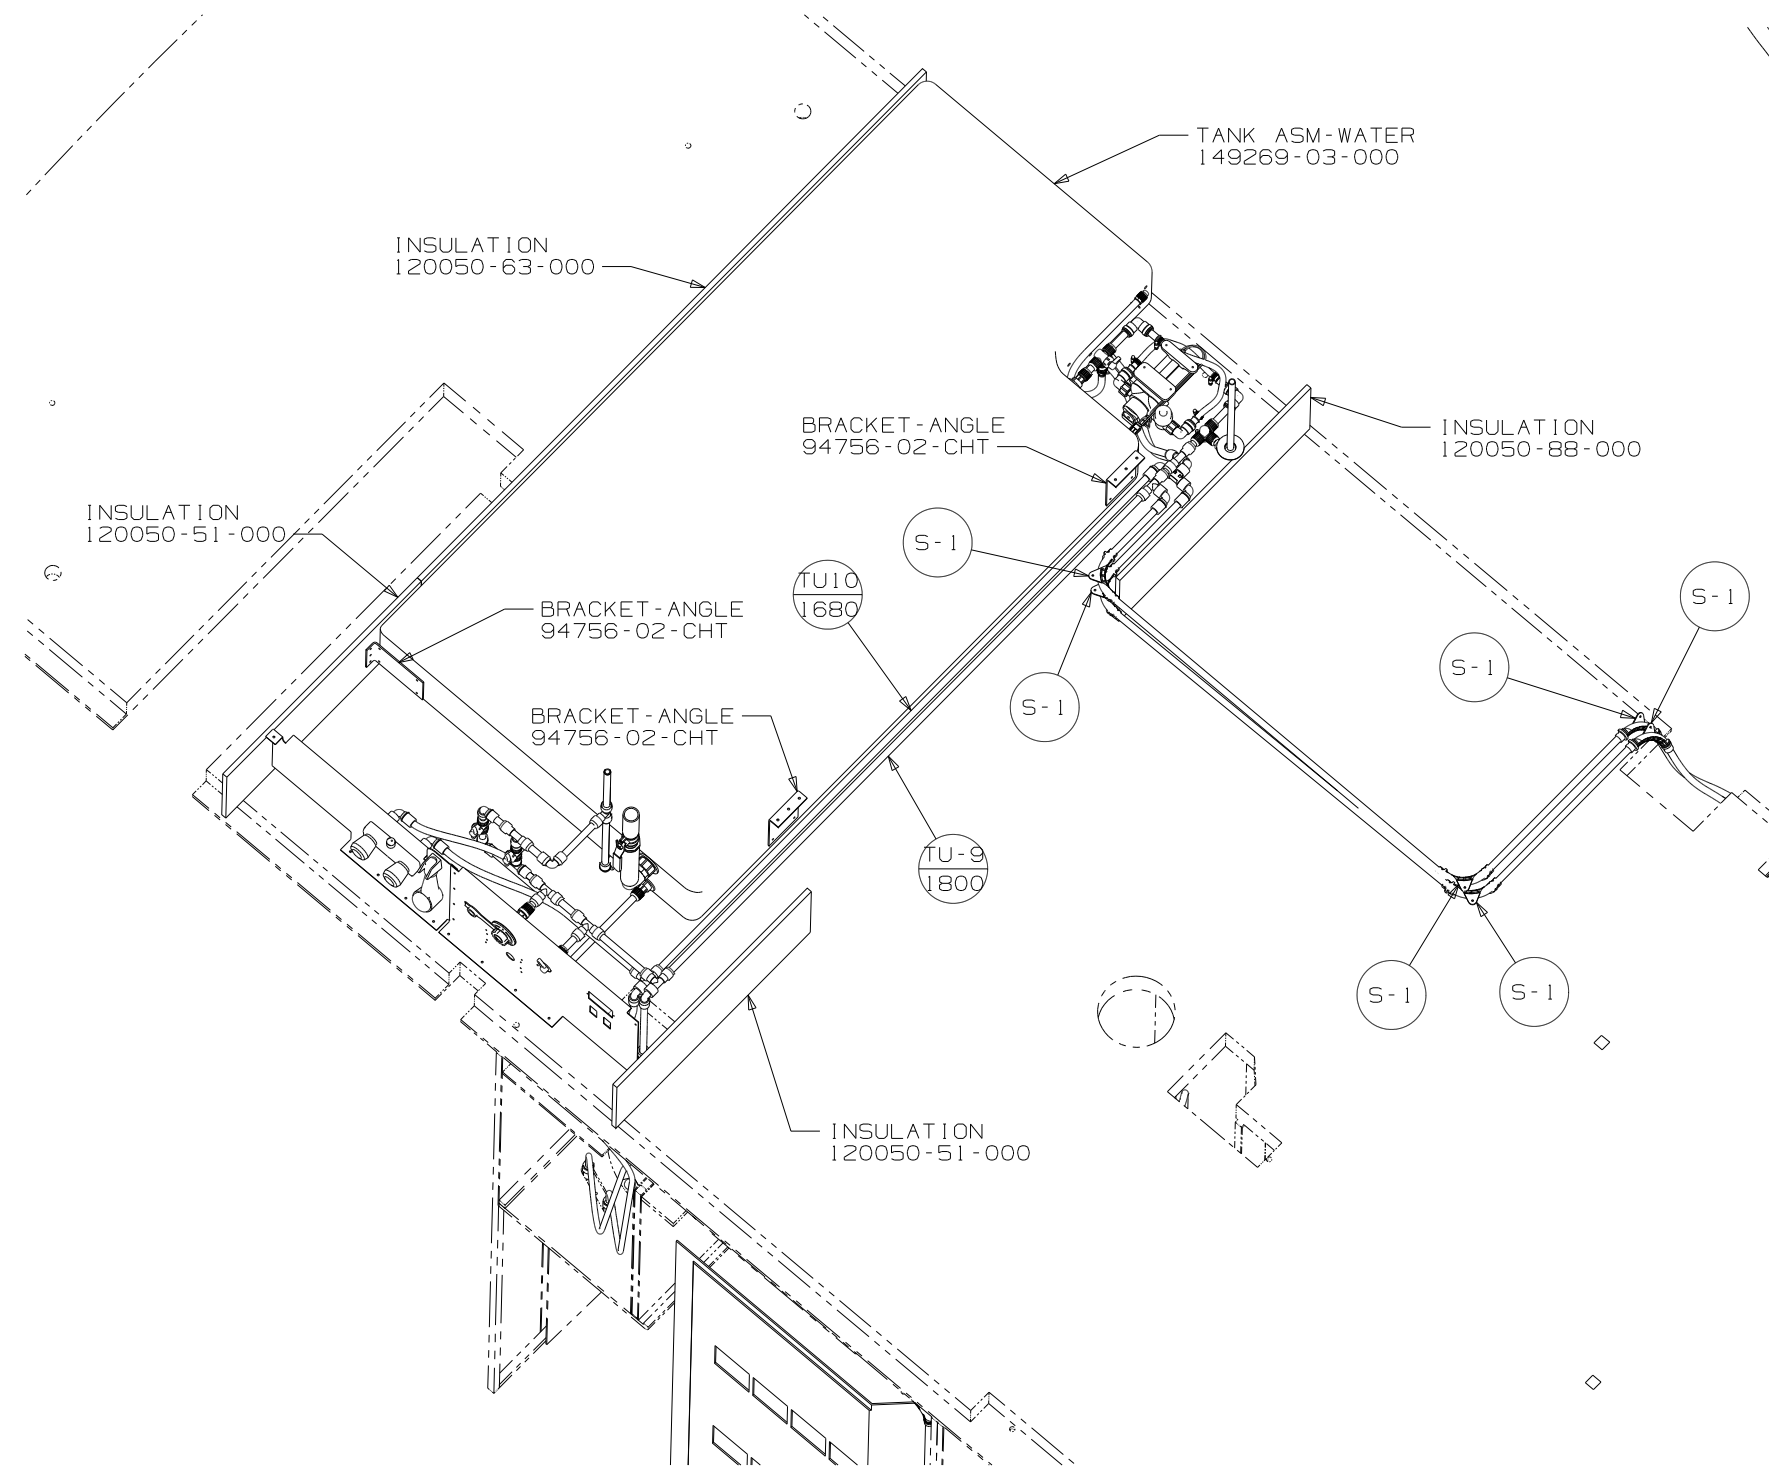 TANK ASM-WATER
149269-03-000
INSULATION
120050-63-000
BRACKET-ANGLE
94756-02-CHT
INSULATION
120050-88-000
INSULATION
120050-51-000
S-1
TU10
1680
S-1
BRACKET-ANGLE
94756-02-CHT
S-1
S-1
BRACKET-ANGLE
94756-02-CHT
TU-9
1800
S-1
S-1
INSULATION
120050-51-000